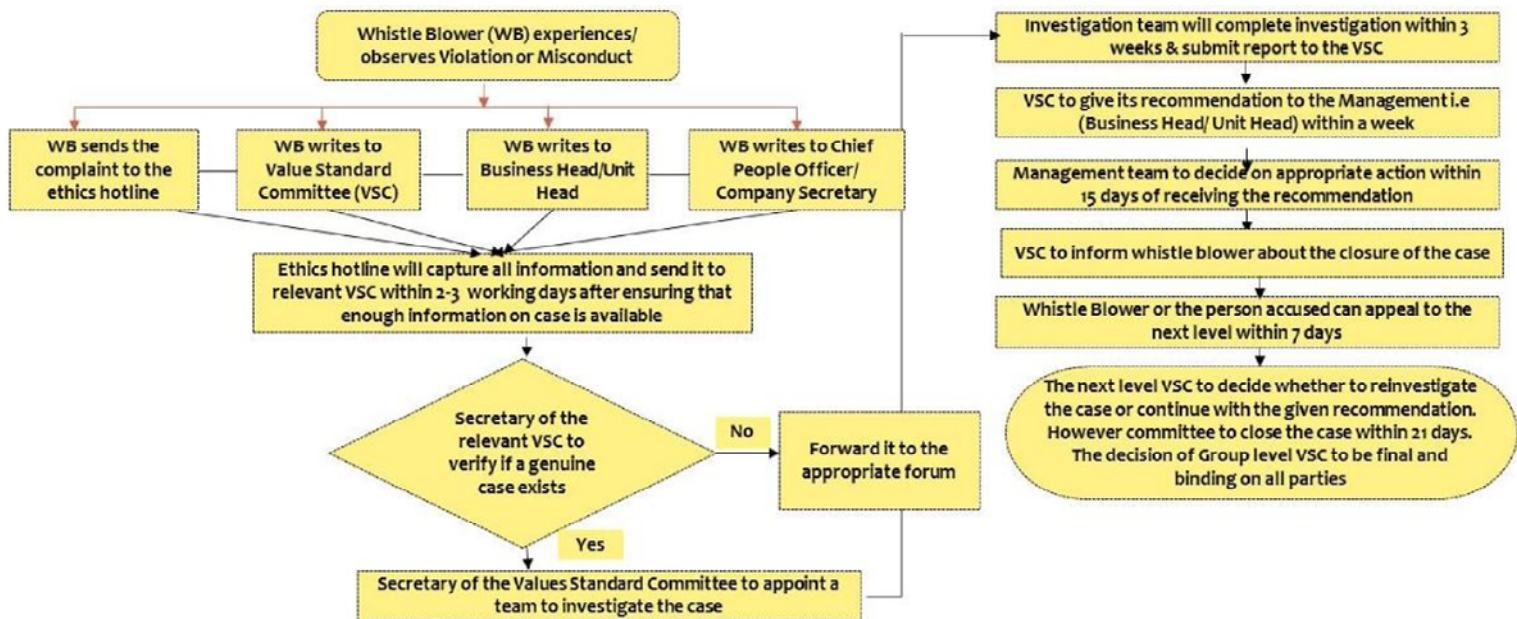 Whistle Blower (WB) experiences/
observes Violation or Misconduct
WB sends the
complaint to the
ethics hotline
WB writes to
Value Standard
Committee (VSC)
WB writes to
Business Head/Unit
Head
WB writes to Chief
People Officer/
Company Secretary
Ethics hotline will capture all information and send it to
relevant VSC within 2-3 working days after ensuring that
enough information on case is available
Secretary of the
relevant VSC to
verify if a genuine
case exists
No
Forward it to the
appropriate forum
Yes
Secretary of the Values Standard Committee to appoint a
team to investigate the case
Investigation team will complete investigation within 3
weeks & submit report to the VSC
VSC to give its recommendation to the Management i.e
(Business Head/ Unit Head) within a week
Management team to decide on appropriate action within
15 days of receiving the recommendation
VSC to inform whistle blower about the closure of the case
Whistle Blower or the person accused can appeal to the
next level within 7 days
The next level VSC to decide whether to reinvestigate
the case or continue with the given recommendation.
However committee to close the case within 21 days.
The decision of Group level VSC to be final and
binding on all parties